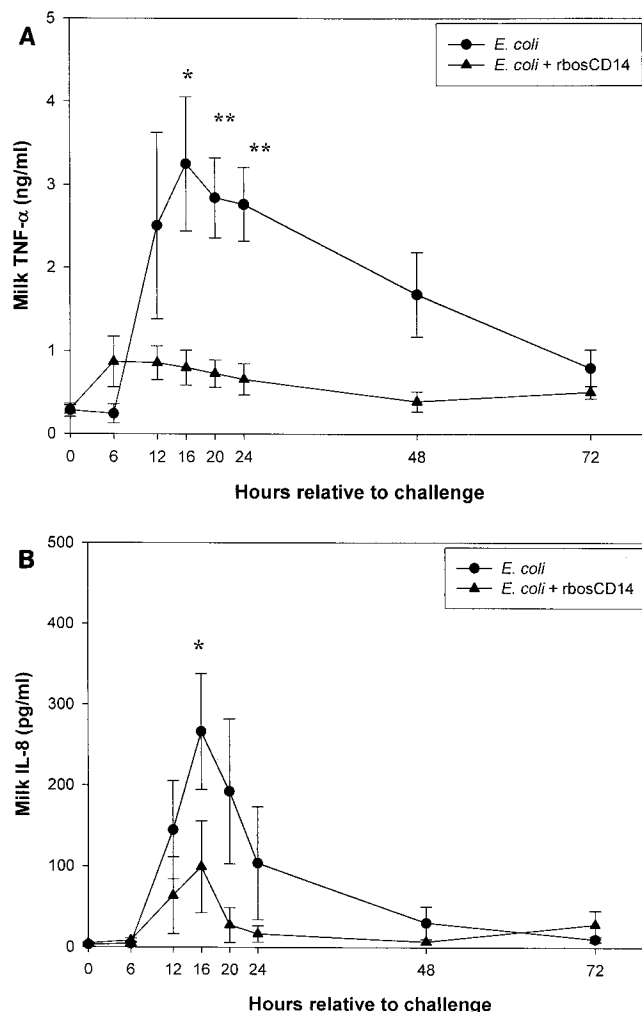 A
5
4
3
2
1
0
Milk TNF-α (ng/ml)
E. coli
E. coli + rbosCD14
*
**
**
0 6 12 16 20 24 48 72
Hours relative to challenge
B
500
400
300
200
100
0
Milk IL-8 (pg/ml)
E. coli
E. coli + rbosCD14
*
0 6 12 16 20 24 48 72
Hours relative to challenge